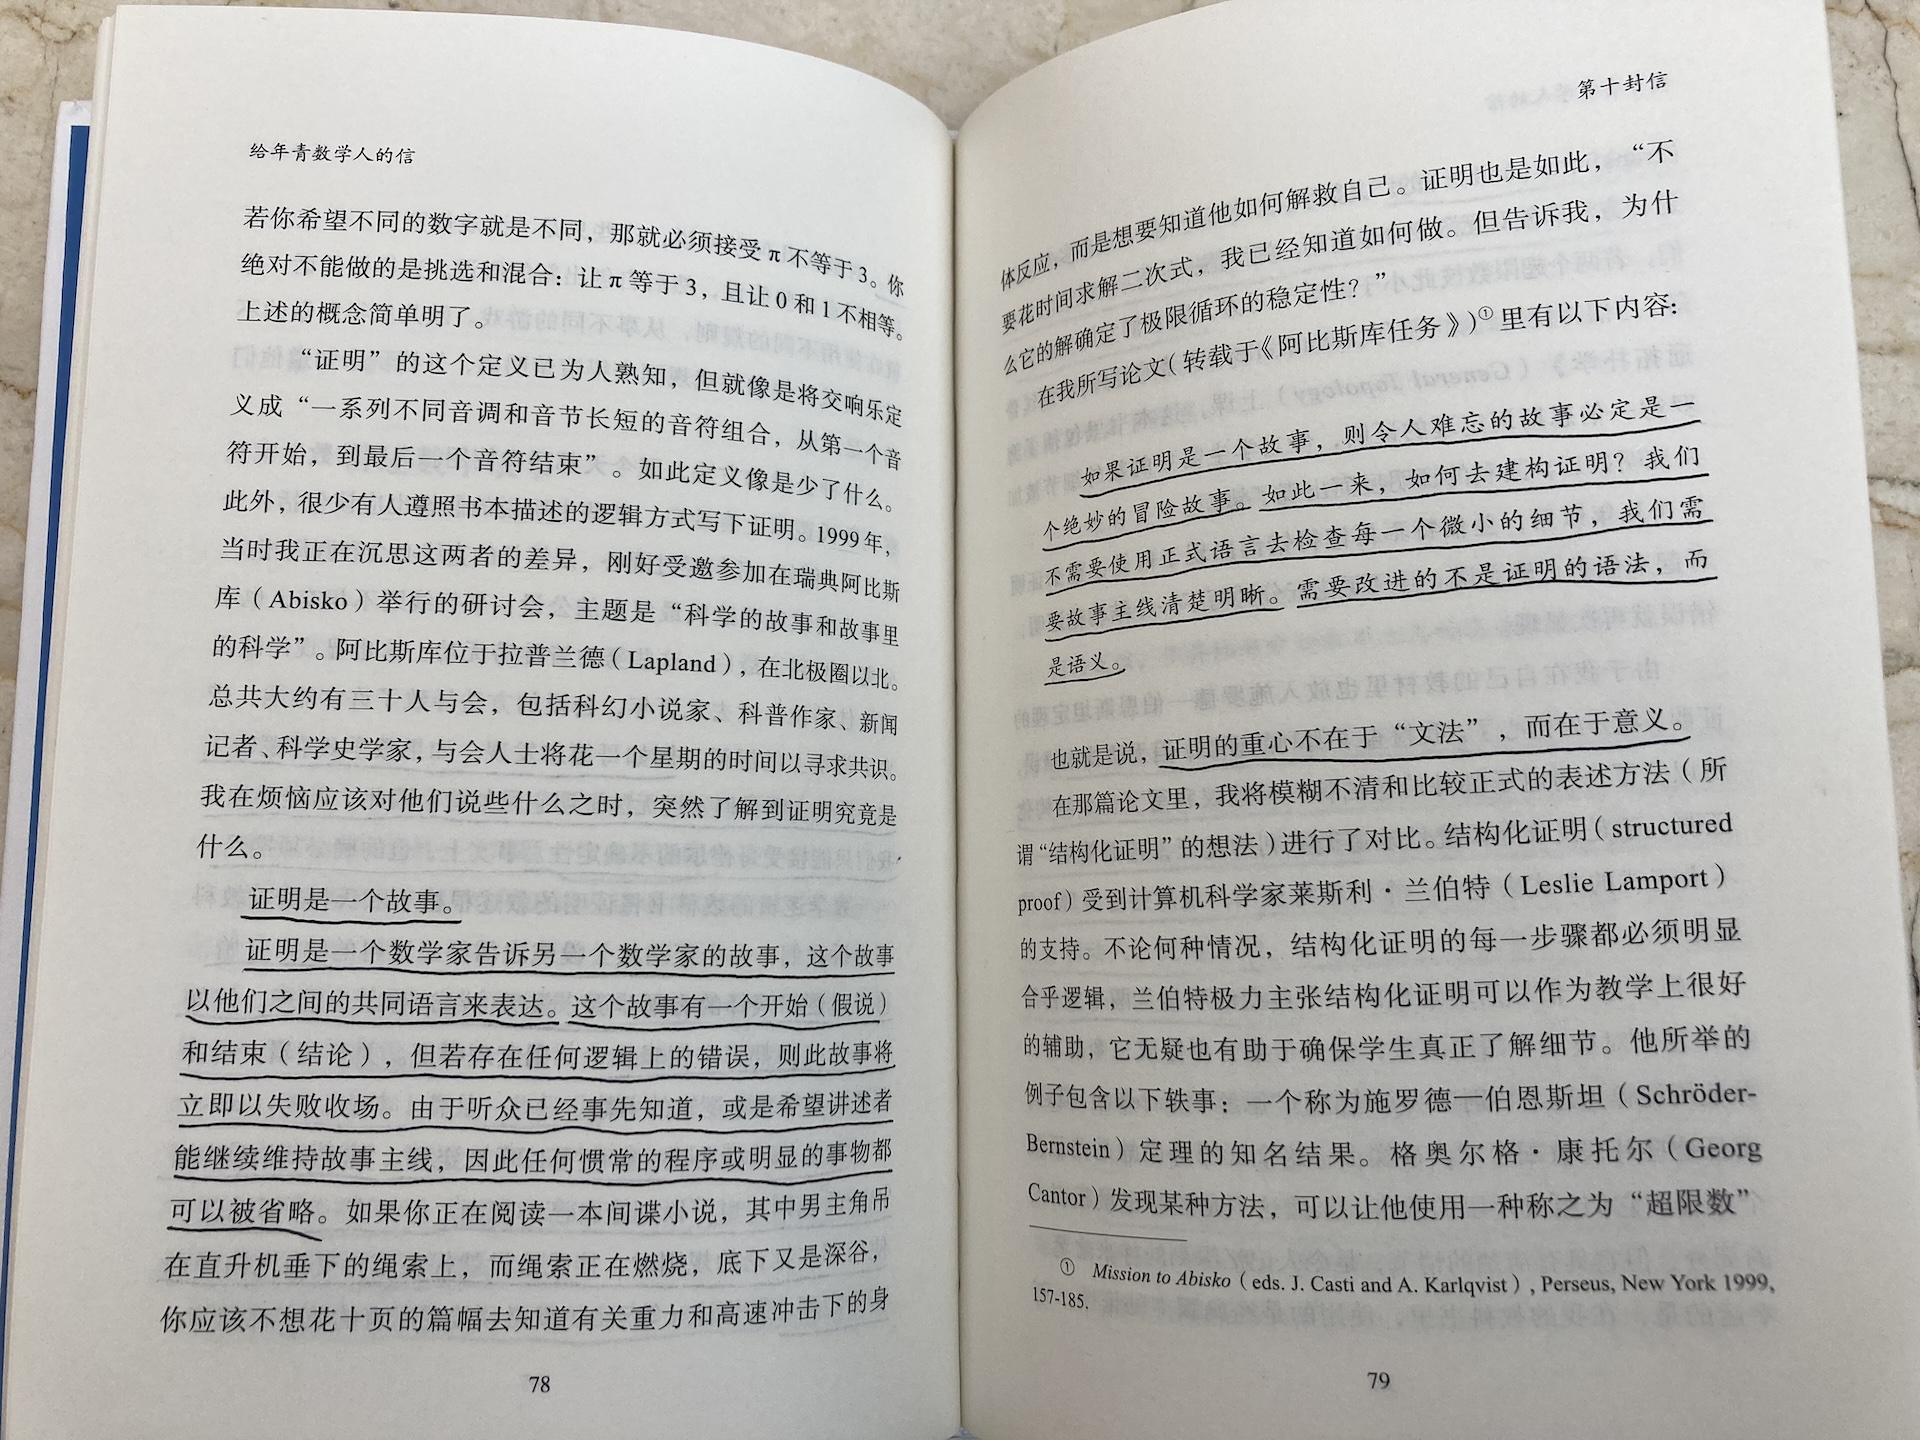 给年青数学人的信
若你希望不同的数字就是不同，那就必须接受 π 不等于 3。你
绝对不能做的是挑选和混合：让 π 等于 3，且让 0 和 1 不相等。
上述的概念简单明了。
“证明”的这个定义已为人熟知，但就像是将交响乐定
义成“一系列不同音调和音节长短的音符组合，从第一个音
符开始，到最后一个音符结束”。如此定义像是少了什么。
此外，很少有人遵照书本描述的逻辑方式写下证明。1999 年，
当时我正在沉思这两者的差异，刚好受邀参加在瑞典阿比斯
库（Abisko）举行的研讨会，主题是“科学的故事和故事里
的科学”。阿比斯库位于拉普兰德（Lapland），在北极圈以北。
总共大约有三十人与会，包括科幻小说家、科普作家、新闻
记者、科学史学家，与会人士将花一个星期的时间以寻求共识。
我在烦恼应该对他们说些什么之时，突然了解到证明究竟是
什么。
证明是一个故事。
证明是一个数学家告诉另一个数学家的故事，这个故事
以他们之间的共同语言来表达。这个故事有一个开始（假说）
和结束（结论），但若存在任何逻辑上的错误，则此故事将
立即以失败收场。由于听众已经事先知道，或是希望讲述者
能继续维持故事主线，因此任何惯常的程序或明显的事物都
可以被省略。如果你正在阅读一本间谍小说，其中男主角吊
在直升机垂下的绳索上，而绳索正在燃烧，底下又是深谷，
你应该不想花十页的篇幅去知道有关重力和高速冲击下的身
78
第十封信
体反应，而是想要知道他如何解救自己。证明也是如此，“不
要花时间求解二次式，我已经知道如何做。但告诉我，为什
么它的解确定了极限循环的稳定性？”
在我所写论文（转载于《阿比斯库任务》）①里有以下内容：
如果证明是一个故事，则令人难忘的故事必定是一
个绝妙的冒险故事。如此一来，如何去建构证明？我们
不需要使用正式语言去检查每一个微小的细节，我们需
要故事主线清楚明晰。需要改进的不是证明的语法，而
是语义。
也就是说，证明的重心不在于“文法”，而在于意义。
在那篇论文里，我将模糊不清和比较正式的表述方法（所
谓“结构化证明”的想法）进行了对比。结构化证明（structured
proof）受到计算机科学家莱斯利·兰伯特（Leslie Lamport）
的支持。不论何种情况，结构化证明的每一步骤都必须明显
合乎逻辑，兰伯特极力主张结构化证明可以作为教学上很好
的辅助，它无疑也有助于确保学生真正了解细节。他所举的
例子包含以下轶事：一个称为施罗德—伯恩斯坦（Schröder-
Bernstein）定理的知名结果。格奥尔格·康托尔（Georg
Cantor）发现某种方法，可以让他使用一种称之为“超限数”
① Mission to Abisko（eds. J. Casti and A. Karlqvist）, Perseus, New York 1999,
157-185.
79